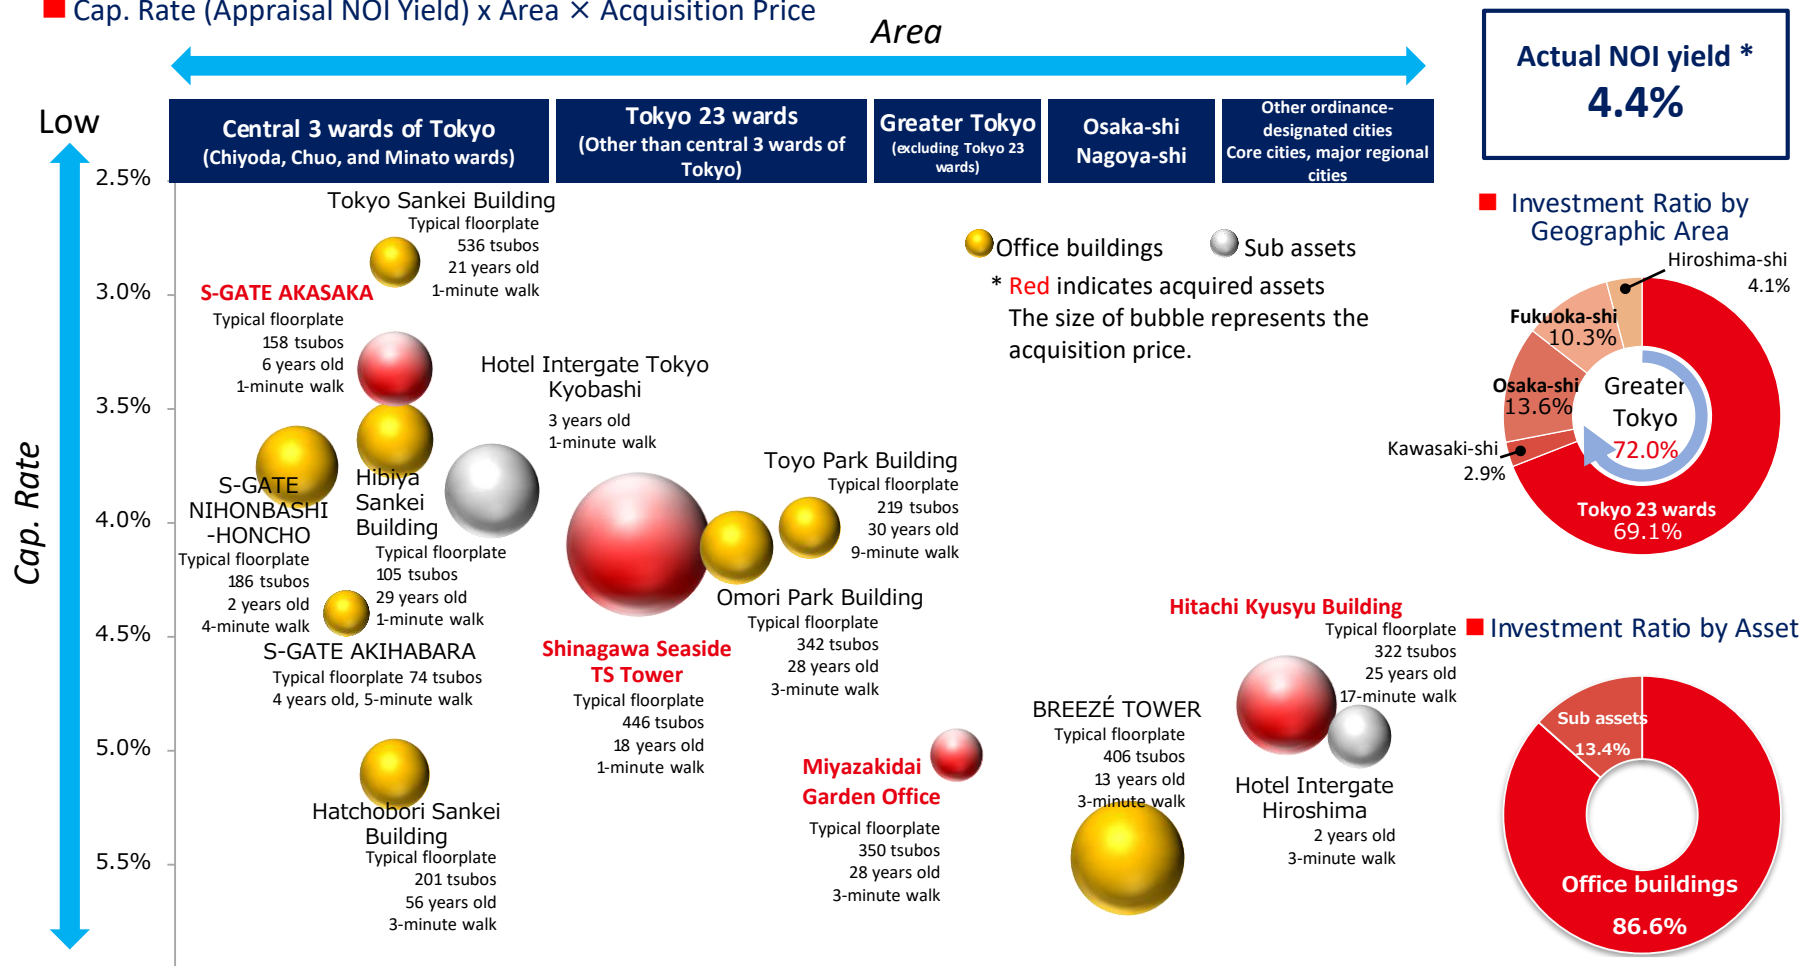 Cap. Rate (Appraisal NOI Yield) x Area × Acquisition Price
Area
Actual NOI yield *
4.4%
Low
Cap. Rate
Central 3 wards of Tokyo
(Chiyoda, Chuo, and Minato wards)
Tokyo 23 wards
(Other than central 3 wards of
Tokyo)
Greater Tokyo
(excluding Tokyo 23
wards)
Osaka-shi
Nagoya-shi
Other ordinance-
designated cities
Core cities, major regional
cities
2.5%
3.0%
3.5%
4.0%
4.5%
5.0%
5.5%
Tokyo Sankei Building
Typical floorplate
536 tsubos
21 years old
1-minute walk
S-GATE AKASAKA
Typical floorplate
158 tsubos
6 years old
1-minute walk
Hotel Intergate Tokyo
Kyobashi
3 years old
1-minute walk
S-GATE
NIHONBASHI
-HONCHO
Typical floorplate
186 tsubos
2 years old
4-minute walk
Hibiya
Sankei
Building
Typical floorplate
105 tsubos
29 years old
1-minute walk
S-GATE AKIHABARA
Typical floorplate 74 tsubos
4 years old, 5-minute walk
Hatchobori Sankei
Building
Typical floorplate
201 tsubos
56 years old
3-minute walk
Toyo Park Building
Typical floorplate
219 tsubos
30 years old
9-minute walk
Omori Park Building
Typical floorplate
342 tsubos
28 years old
3-minute walk
Shinagawa Seaside
TS Tower
Typical floorplate
446 tsubos
18 years old
1-minute walk
Miyazakidai
Garden Office
Typical floorplate
350 tsubos
28 years old
3-minute walk
BREEZÉ TOWER
Typical floorplate
406 tsubos
13 years old
3-minute walk
Hitachi Kyusyu Building
Typical floorplate
322 tsubos
25 years old
17-minute walk
Hotel Intergate
Hiroshima
2 years old
3-minute walk
Office buildings
Sub assets
* Red indicates acquired assets
The size of bubble represents the
acquisition price.
Investment Ratio by
Geographic Area
Hiroshima-shi
4.1%
Fukuoka-shi
10.3%
Osaka-shi
13.6%
Kawasaki-shi
2.9%
Greater
Tokyo
72.0%
Tokyo 23 wards
69.1%
Investment Ratio by Asset
Sub assets
13.4%
Office buildings
86.6%